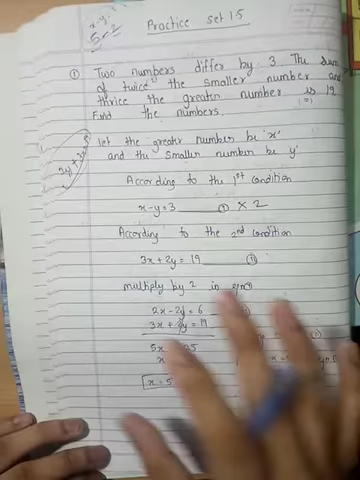 x-y.
5-2
Practice Set 1.5
① Two numbers differ by 3. The sum
of twice the smaller number and
thrice the greater number is 19
(=)
Find the numbers.
let the greater number be 'x'
and the smaller number be y'
According to the 1st condition
x-y=3 ① × 2
According to the 2nd condition
3x+2y=19 ⑪
multiply by 2 in
2x-2y=6
3x+2y=19
5x 25
x
x=5